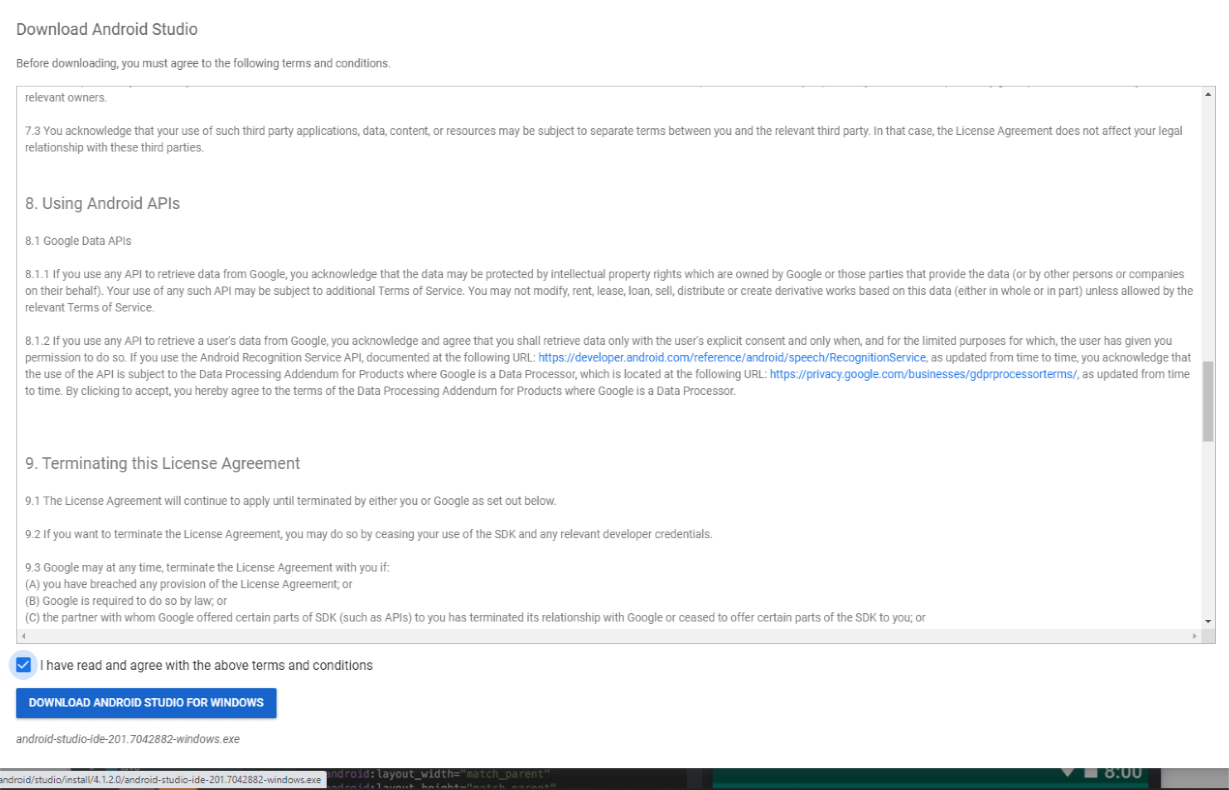 Download Android Studio
Before downloading, you must agree to the following terms and conditions.
relevant owners.
7.3 You acknowledge that your use of such third party applications, data, content, or resources may be subject to separate terms between you and the relevant third party. In that case, the License Agreement does not affect your legal
relationship with these third parties.
8. Using Android APIs
8.1 Google Data APIs
8.1.1 If you use any API to retrieve data from Google, you acknowledge that the data may be protected by intellectual property rights which are owned by Google or those parties that provide the data (or by other persons or companies
on their behalf). Your use of any such API may be subject to additional Terms of Service. You may not modify, rent, lease, loan, sell, distribute or create derivative works based on this data (either in whole or in part) unless allowed by the
relevant Terms of Service.
8.1.2 If you use any API to retrieve a user's data from Google, you acknowledge and agree that you shall retrieve data only with the user's explicit consent and only when, and for the limited purposes for which, the user has given you
permission to do so. If you use the Android Recognition Service API, documented at the following URL: https://developer.android.com/reference/android/speech/RecognitionService, as updated from time to time, you acknowledge that
the use of the API is subject to the Data Processing Addendum for Products where Google is a Data Processor, which is located at the following URL: https://privacy.google.com/businesses/gdprprocessorterms/, as updated from time
to time. By clicking to accept, you hereby agree to the terms of the Data Processing Addendum for Products where Google is a Data Processor.
9. Terminating this License Agreement
9.1 The License Agreement will continue to apply until terminated by either you or Google as set out below.
9.2 If you want to terminate the License Agreement, you may do so by ceasing your use of the SDK and any relevant developer credentials.
9.3 Google may at any time, terminate the License Agreement with you if:
(A) you have breached any provision of the License Agreement; or
(B) Google is required to do so by law; or
(C) the partner with whom Google offered certain parts of SDK (such as APIs) to you has terminated its relationship with Google or ceased to offer certain parts of the SDK to you; or
I have read and agree with the above terms and conditions
DOWNLOAD ANDROID STUDIO FOR WINDOWS
android-studio-ide-201.7042882-windows.exe
android/studio/install/4.1.2.0/android-studio-ide-201.7042882-windows.exe
android:layout_width="match_parent"
android:layout_height="match_parent"
8:00